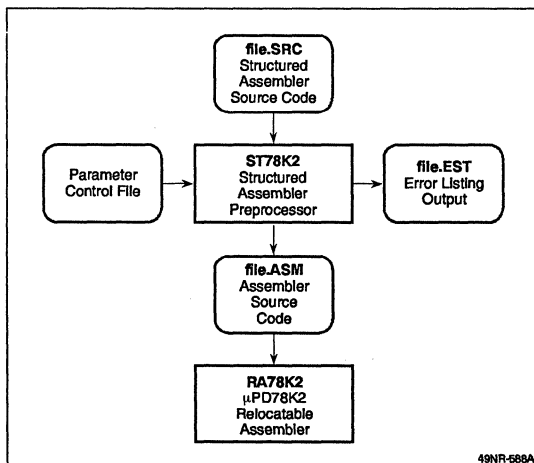 file.SRC
Structured
Assembler
Source Code
Parameter
Control File
ST78K2
Structured
Assembler
Preprocessor
file.EST
Error Listing
Output
file.ASM
Assembler
Source
Code
RA78K2
μPD78K2
Relocatable
Assembler
49NR-588A